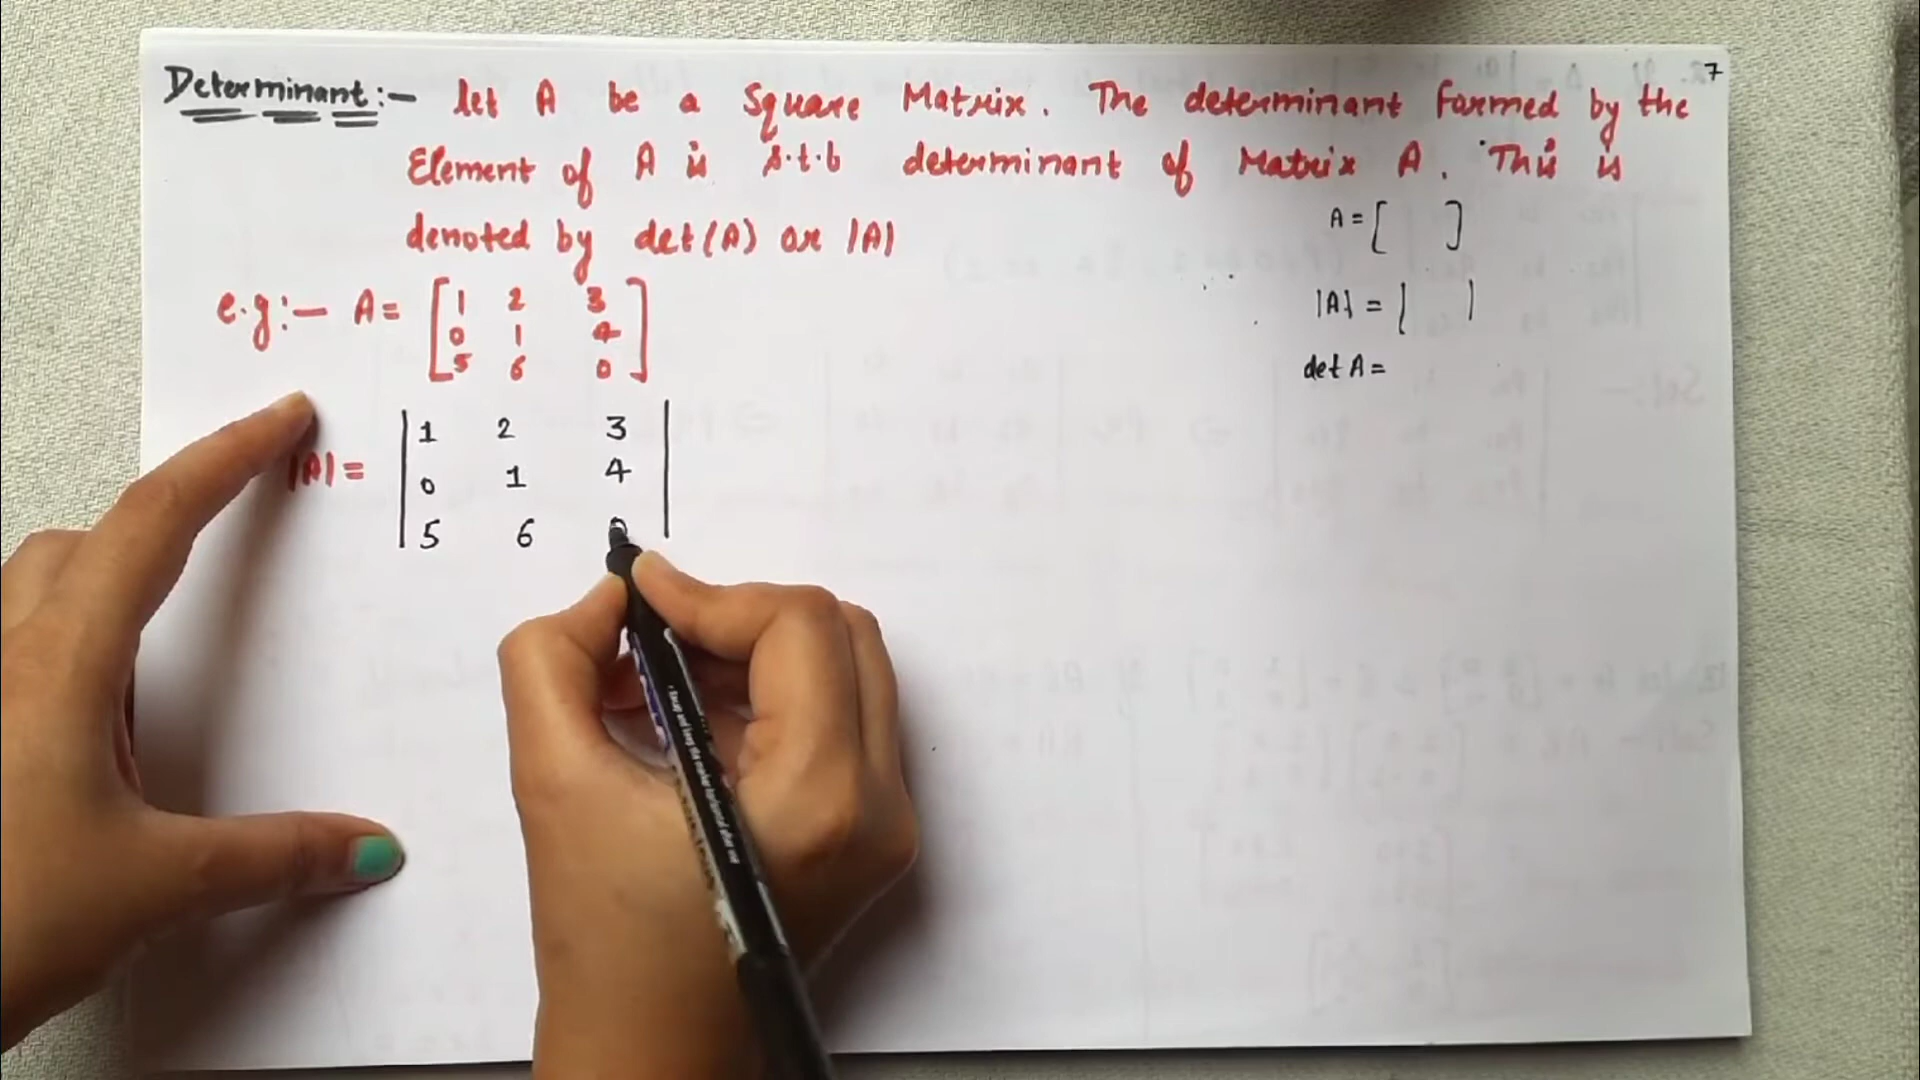 7
Determinant:- let A be a Square Matrix. The determinant formed by the
Element of A is s.t.b determinant of Matrix A. This is
denoted by det(A) or |A|
A = [ ]
|A| = | |
det A =
e.g:- A = [1 2 3
0 1 4
5 6 0]
|A| = |1 2 3|
0 1 4
5 6 0